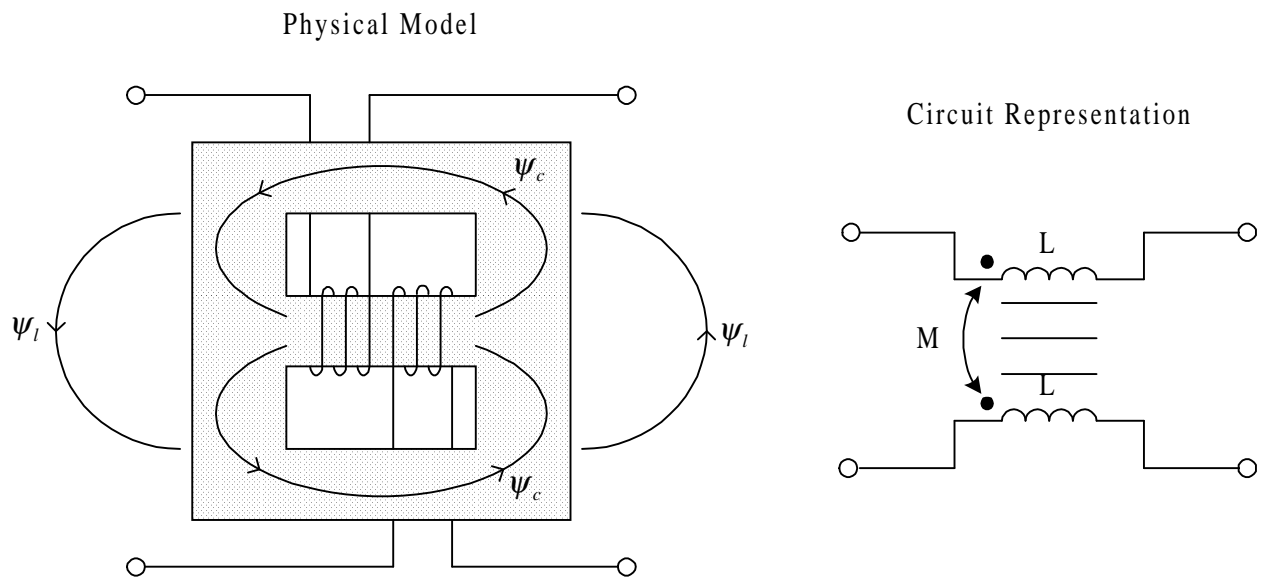 Physical Model
Circuit Representation
ψc
ψl
ψl
ψc
L
M
L